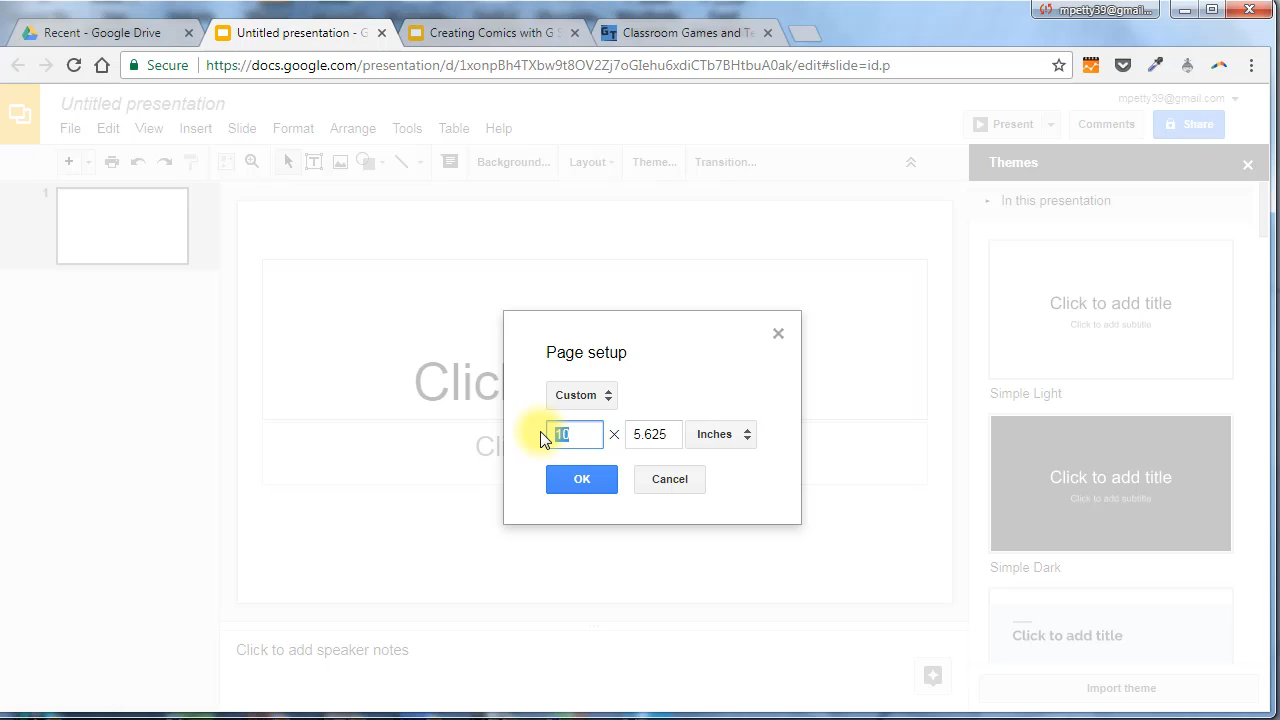 mpetty39@gmail...
Recent - Google Drive
Untitled presentation - G
Creating Comics with G S
GT
Classroom Games and Te
Secure
https://docs.google.com/presentation/d/1xonpBh4TXbw9t8OV2Zj7oGIehu6xdiCTb7BHtbuA0ak/edit#slide=id.p
Untitled presentation
mpetty39@gmail.com
File Edit View Insert Slide Format Arrange Tools Table Help
Present
Comments
Share
Background...
Layout
Theme...
Transition...
Themes
1
In this presentation
Click to add title
Click to add subtitle
Simple Light
Click to add title
Click to add subtitle
Simple Dark
Click to add title
Import theme
Clic
Clic
Page setup
Custom
10 × 5.625 Inches
OK Cancel
Click to add speaker notes